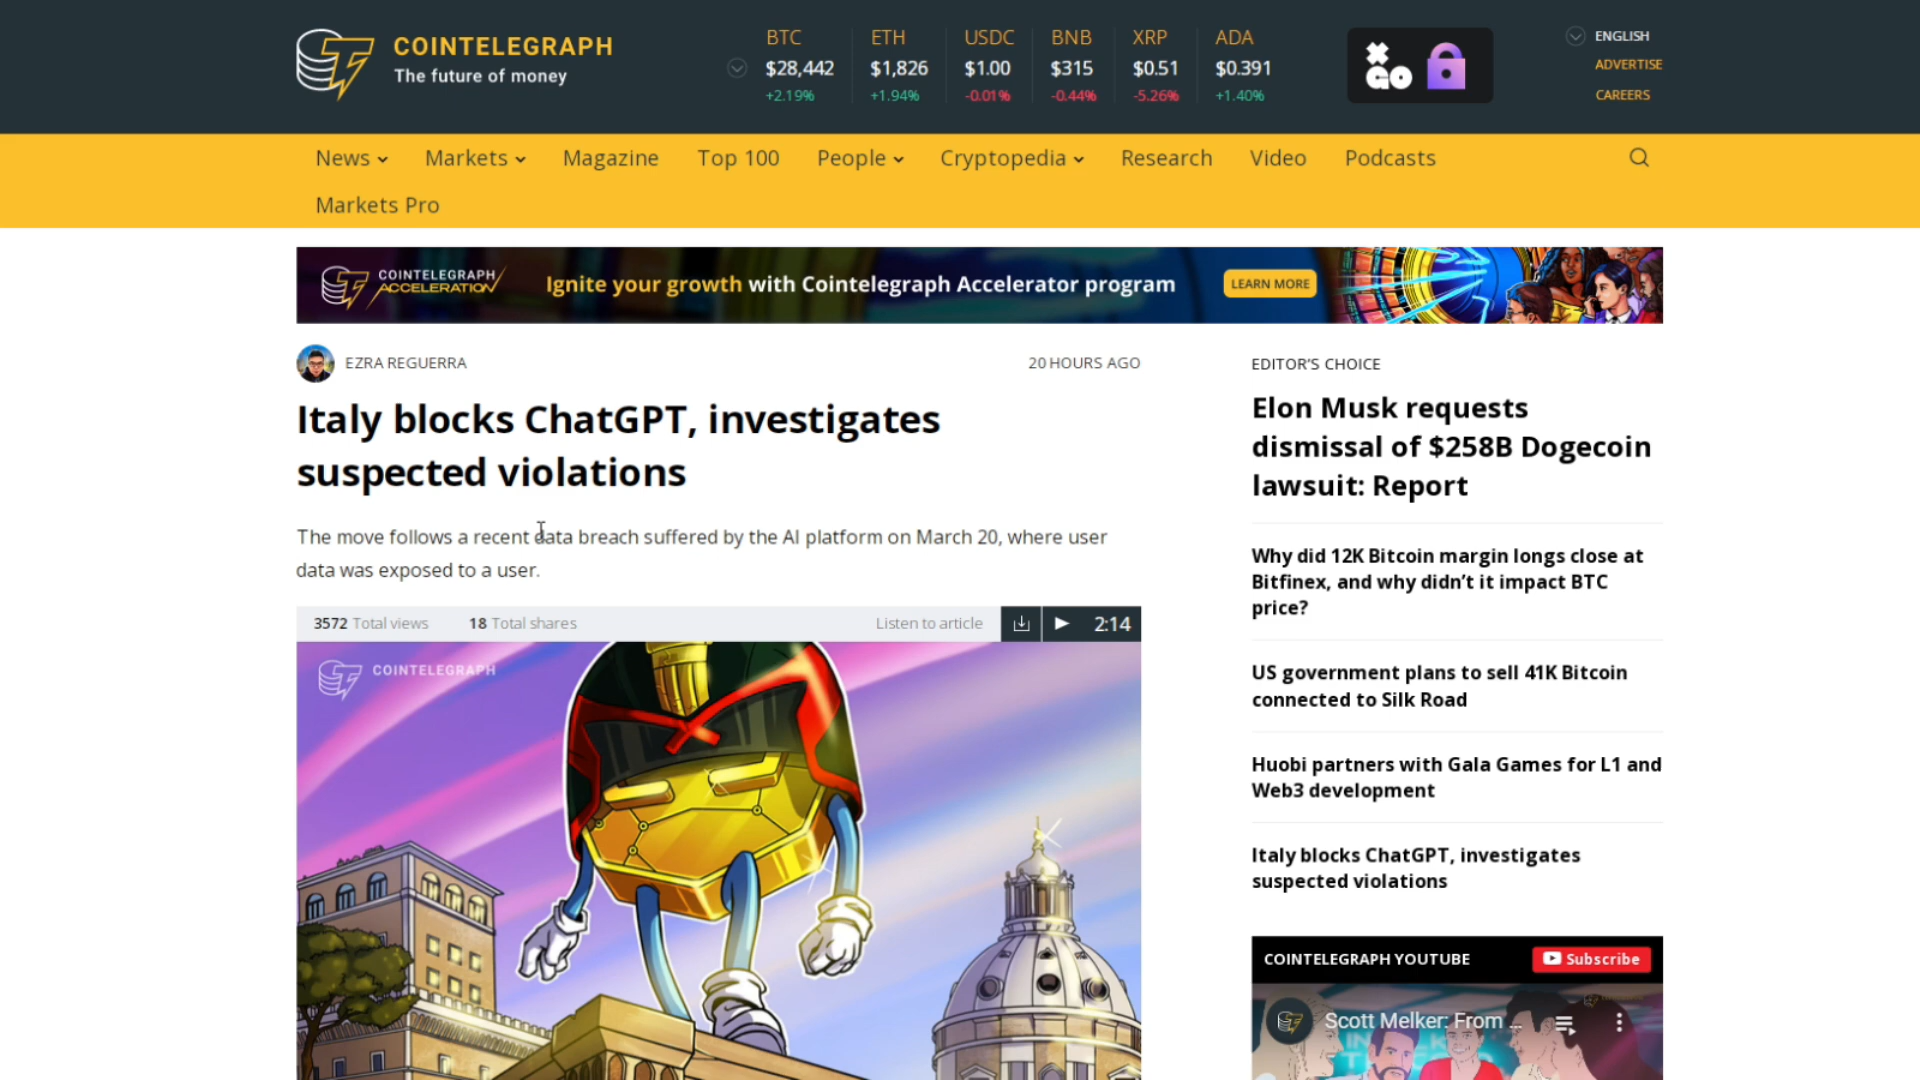 COINTELEGRAPH
The future of money
BTC
$28,442
+2.19%
ETH
$1,826
+1.94%
USDC
$1.00
-0.01%
BNB
$315
-0.44%
XRP
$0.51
-5.26%
ADA
$0.391
+1.40%
XGO
ENGLISH
ADVERTISE
CAREERS
News Markets Magazine Top 100 People Cryptopedia Research Video Podcasts
Markets Pro
COINTELEGRAPH
ACCELERATION
Ignite your growth with Cointelegraph Accelerator program
LEARN MORE
EZRA REGUERRA
20 HOURS AGO
Italy blocks ChatGPT, investigates
suspected violations
The move follows a recent data breach suffered by the AI platform on March 20, where user
data was exposed to a user.
3572 Total views 18 Total shares Listen to article 2:14
COINTELEGRAPH
EDITOR'S CHOICE
Elon Musk requests
dismissal of $258B Dogecoin
lawsuit: Report
Why did 12K Bitcoin margin longs close at
Bitfinex, and why didn’t it impact BTC
price?
US government plans to sell 41K Bitcoin
connected to Silk Road
Huobi partners with Gala Games for L1 and
Web3 development
Italy blocks ChatGPT, investigates
suspected violations
COINTELEGRAPH YOUTUBE
Subscribe
Scott Melker: From ...